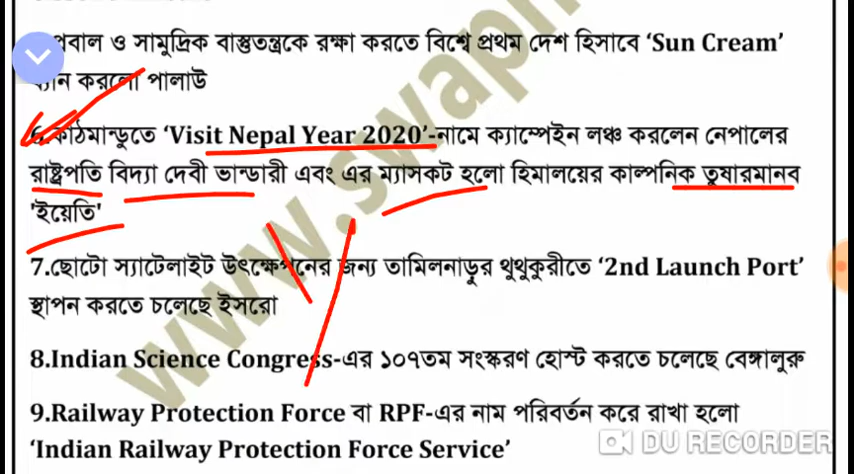 প্রবাল ও সামুদ্রিক বাস্তুতন্ত্রকে রক্ষা করতে বিশ্বে প্রথম দেশ হিসাবে ‘Sun Cream’
ব্যান করলো পালাউ
6.কাঠমান্ডুতে ‘Visit Nepal Year 2020’-নামে ক্যাম্পেইন লঞ্চ করলেন নেপালের
রাষ্ট্রপতি বিদ্যা দেবী ভান্ডারী এবং এর ম্যাসকট হলো হিমালয়ের কাল্পনিক তুষারমানব
'ইয়েতি'
7.ছোটো স্যাটেলাইট উৎক্ষেপনের জন্য তামিলনাড়ুর থুথুকুরীতে ‘2nd Launch Port’
স্থাপন করতে চলেছে ইসরো
8.Indian Science Congress-এর ১০৭তম সংস্করণ হোস্ট করতে চলেছে বেঙ্গালুরু
9.Railway Protection Force বা RPF-এর নাম পরিবর্তন করে রাখা হলো
‘Indian Railway Protection Force Service’
DU RECORDER
www.swapn